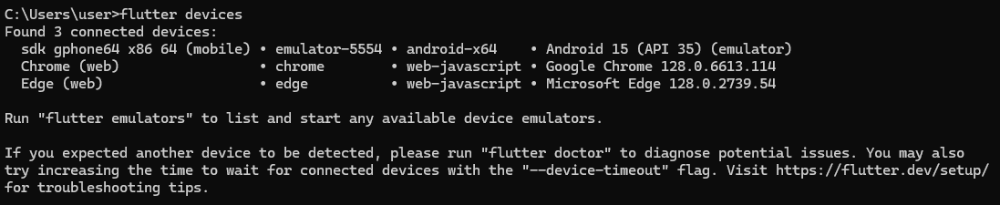 C:\Users\user>flutter devices
Found 3 connected devices:
  sdk gphone64 x86 64 (mobile) • emulator-5554 • android-x64    • Android 15 (API 35) (emulator)
  Chrome (web)                 • chrome        • web-javascript • Google Chrome 128.0.6613.114
  Edge (web)                   • edge          • web-javascript • Microsoft Edge 128.0.2739.54

Run "flutter emulators" to list and start any available device emulators.

If you expected another device to be detected, please run "flutter doctor" to diagnose potential issues. You may also
try increasing the time to wait for connected devices with the "--device-timeout" flag. Visit https://flutter.dev/setup/
for troubleshooting tips.